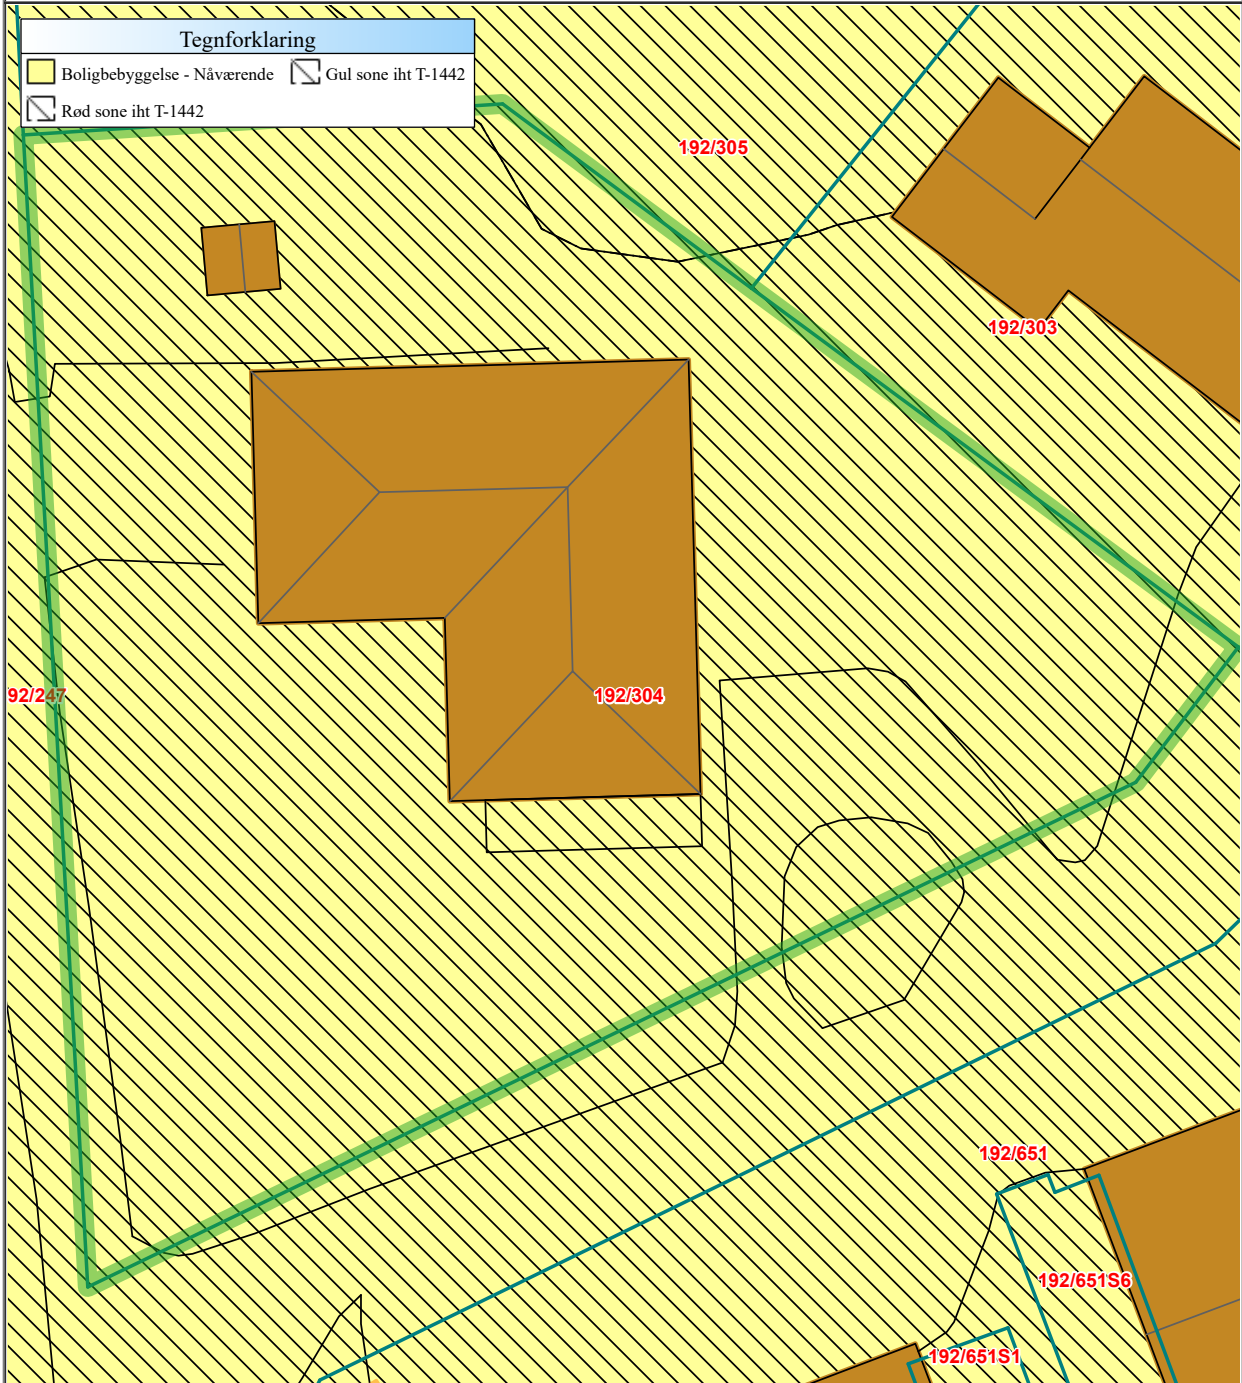 Tegnforklaring
Boligbebyggelse - Nåværende
Gul sone iht T-1442
Rød sone iht T-1442
192/305
192/303
92/247
192/304
192/651
192/651S6
192/651S1